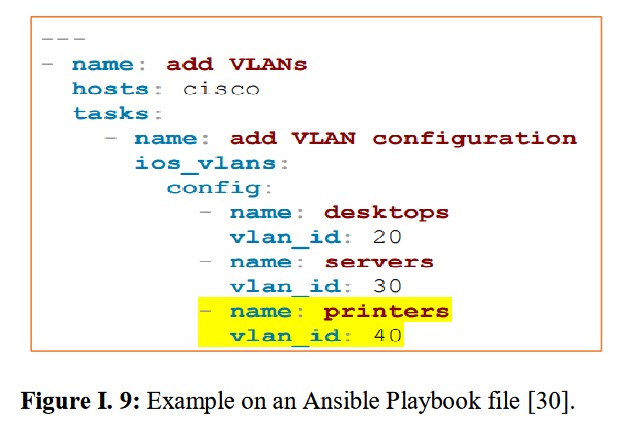 ---
- name: add VLANs
  hosts: cisco
  tasks:
    - name: add VLAN configuration
      ios_vlans:
        config:
          - name: desktops
            vlan_id: 20
          - name: servers
            vlan_id: 30
          - name: printers
            vlan_id: 40
Figure I. 9: Example on an Ansible Playbook file [30].